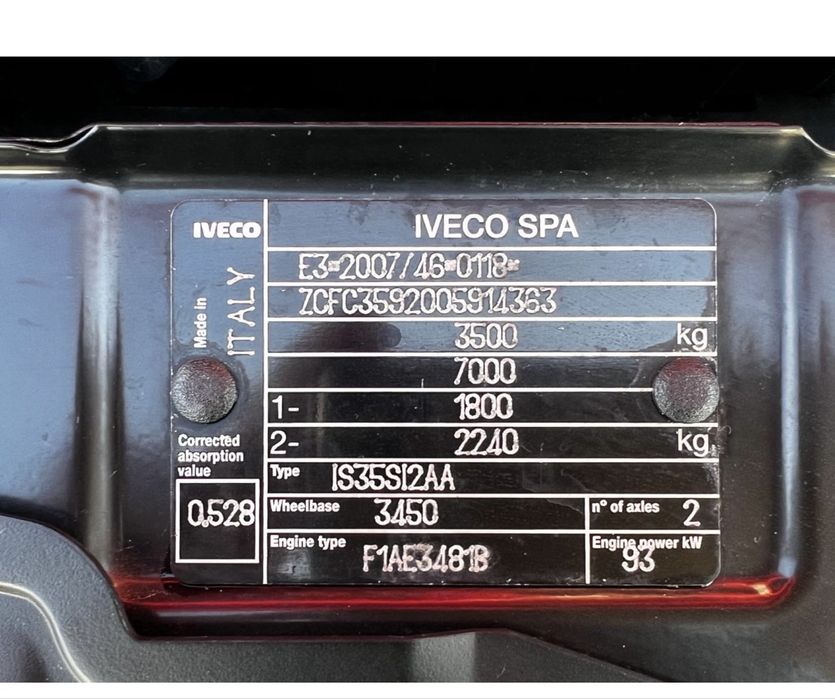 IVECO
IVECO SPA
Made in
ITALY
E3*2007/46*0118*
ZCFC3592005914363
3500 kg
7000
1- 1800
2- 2240 kg
Corrected
absorption
value
0.528
Type IS35SI2AA
Wheelbase 3450
n° of axles 2
Engine type F1AE3481B
Engine power kW
93